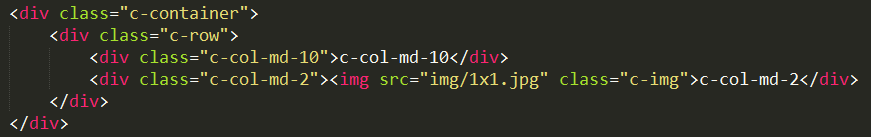 <div class="c-container">
    <div class="c-row">
        <div class="c-col-md-10">c-col-md-10</div>
        <div class="c-col-md-2"><img src="img/1x1.jpg" class="c-img">c-col-md-2</div>
    </div>
</div>